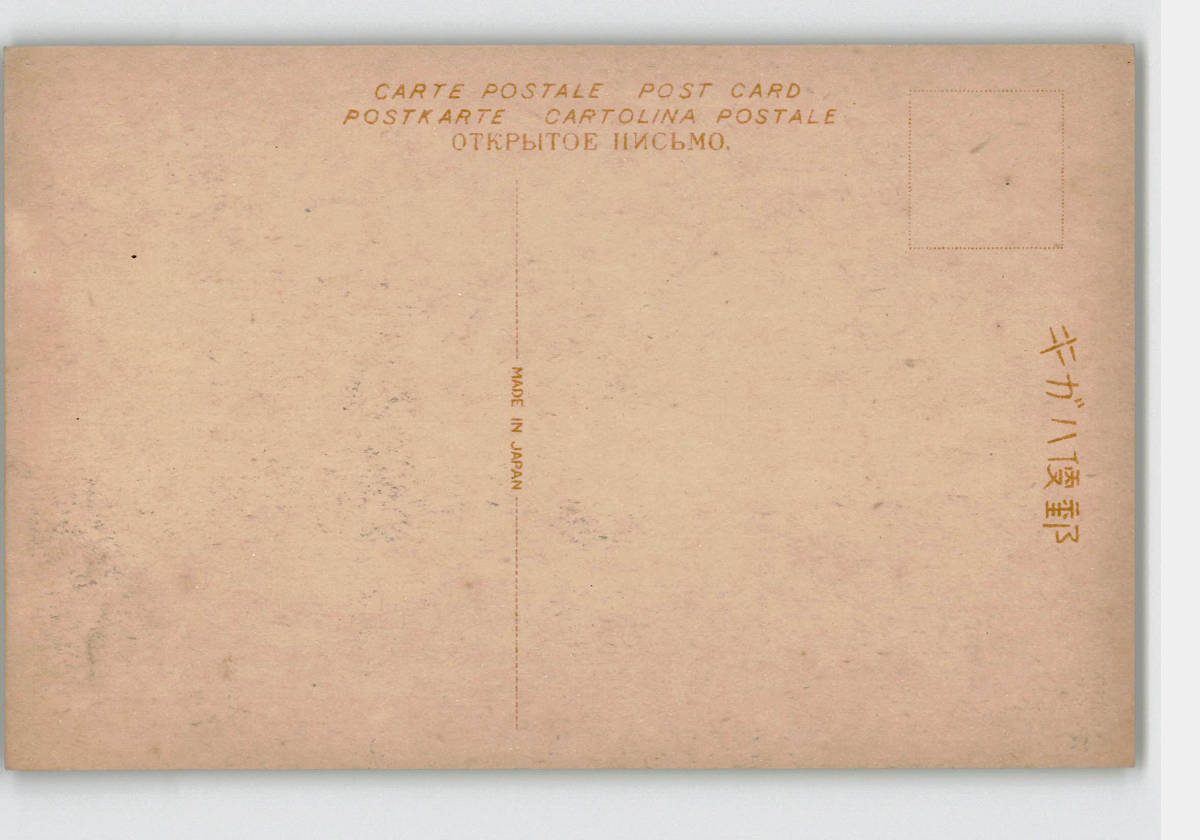 CARTE POSTALE POST CARD
POSTKARTE CARTOLINA POSTALE
ОТКРЫТОЕ ПИСЬМО.
MADE IN JAPAN
郵便ハガキ